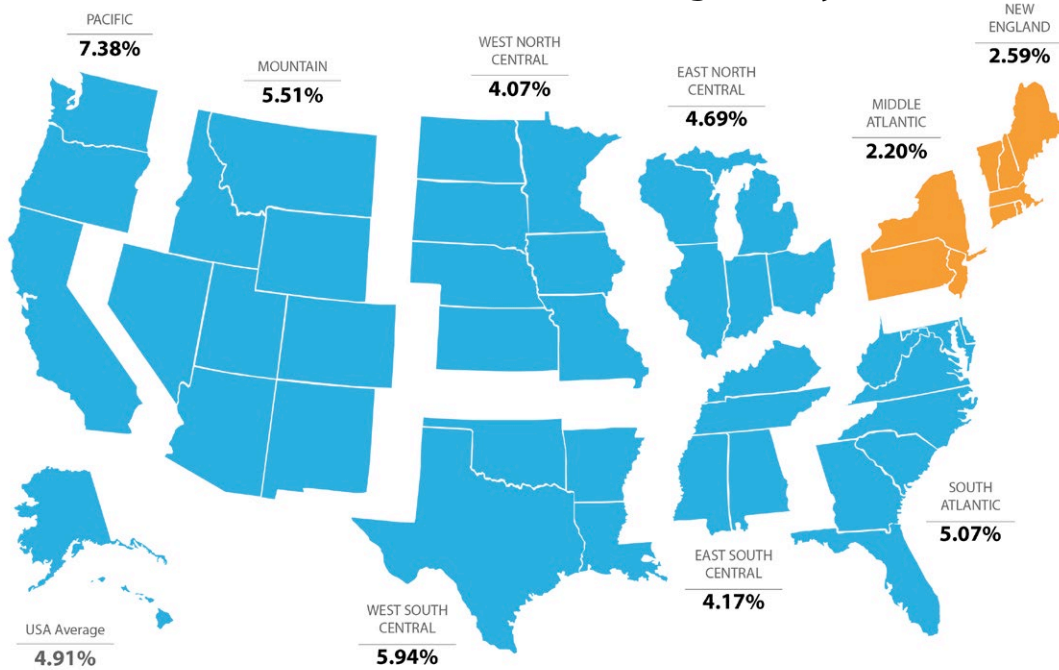 PACIFIC
7.38%
MOUNTAIN
5.51%
WEST NORTH
CENTRAL
4.07%
EAST NORTH
CENTRAL
4.69%
MIDDLE
ATLANTIC
2.20%
NEW
ENGLAND
2.59%
SOUTH
ATLANTIC
5.07%
EAST SOUTH
CENTRAL
4.17%
WEST SOUTH
CENTRAL
5.94%
USA Average
4.91%